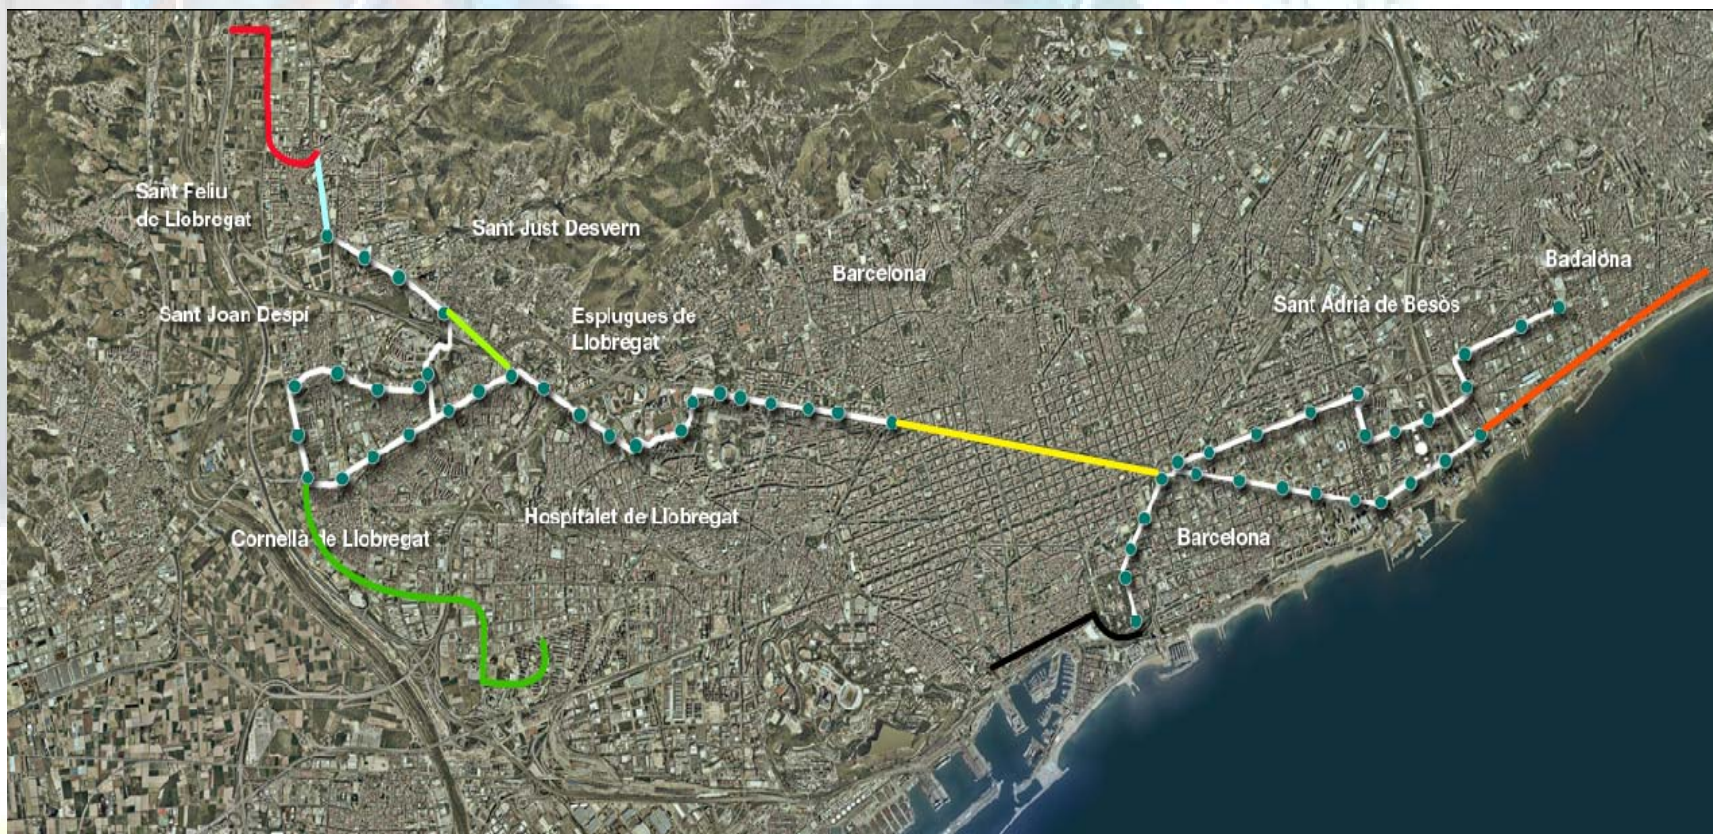 Sant Feliu
de Llobregat
Sant Just Desvern
Barcelona
Badalona
Sant Adrià de Besòs
Sant Joan Despí
Esplugues de
Llobregat
Hospitalet de Llobregat
Cornellà de Llobregat
Barcelona